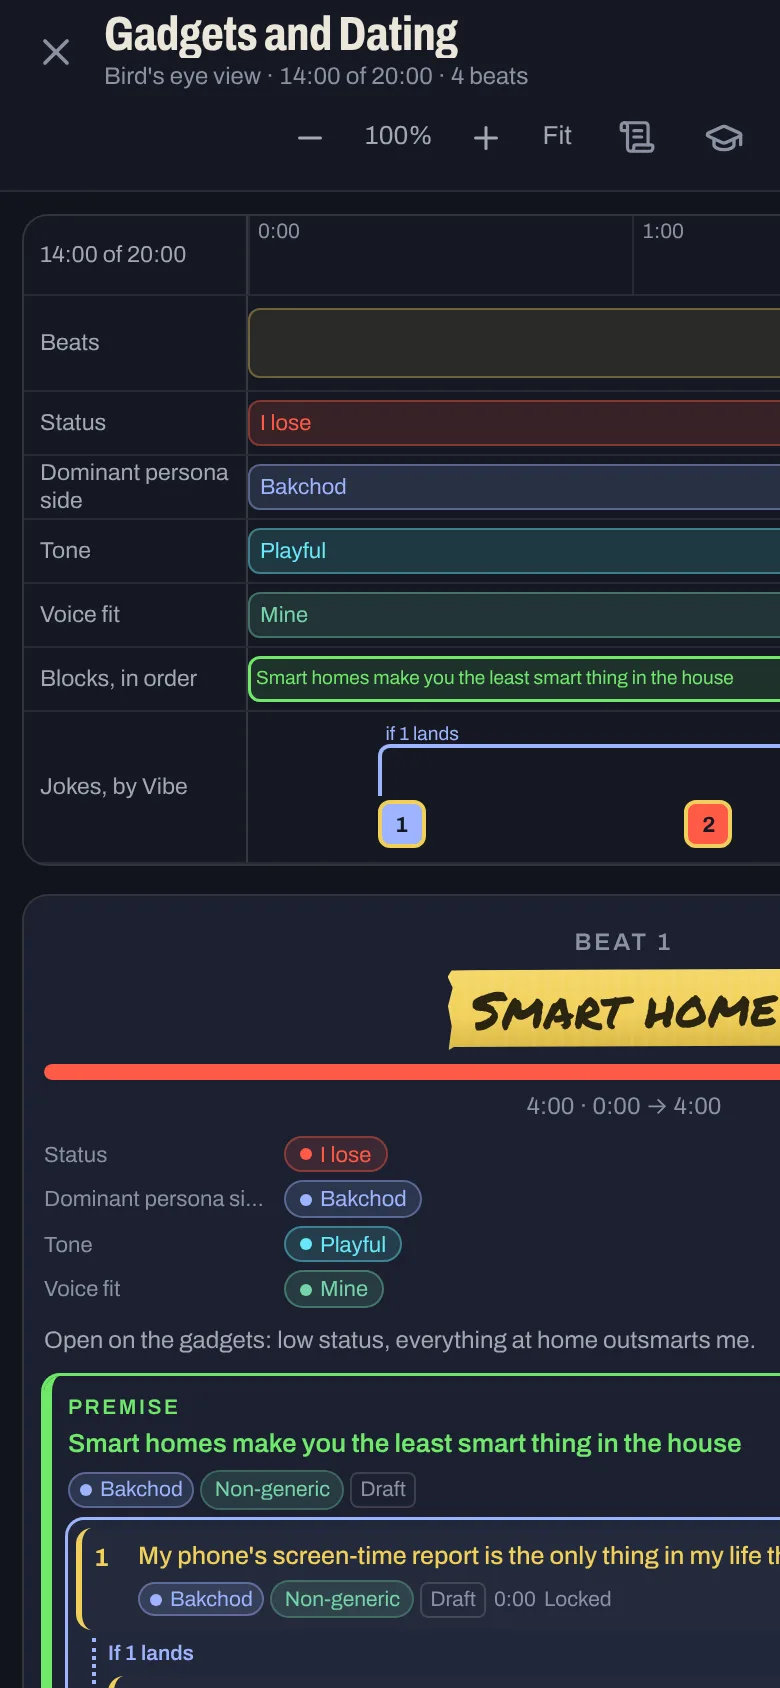 Gadgets and Dating
Bird's eye view · 14:00 of 20:00 · 4 beats
100%
Fit
14:00 of 20:00
0:00
1:00
Beats
Status
I lose
Dominant persona side
Bakchod
Tone
Playful
Voice fit
Mine
Blocks, in order
Smart homes make you the least smart thing in the house
if 1 lands
Jokes, by Vibe
1
2
BEAT 1
SMART HOME
4:00 · 0:00 → 4:00
Status
I lose
Dominant persona si...
Bakchod
Tone
Playful
Voice fit
Mine
Open on the gadgets: low status, everything at home outsmarts me.
PREMISE
Smart homes make you the least smart thing in the house
Bakchod Non-generic Draft
1 My phone's screen-time report is the only thing in my life
Bakchod Non-generic Draft 0:00 Locked
If 1 lands